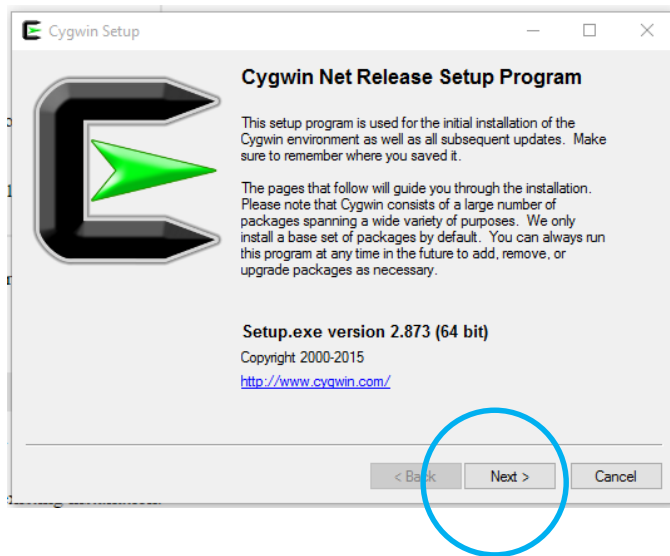 Cygwin Setup
Cygwin Net Release Setup Program
This setup program is used for the initial installation of the
Cygwin environment as well as all subsequent updates.  Make
sure to remember where you saved it.
The pages that follow will guide you through the installation.
Please note that Cygwin consists of a large number of
packages spanning a wide variety of purposes.  We only
install a base set of packages by default.  You can always run
this program at any time in the future to add, remove, or
upgrade packages as necessary.
Setup.exe version 2.873 (64 bit)
Copyright 2000-2015
http://www.cygwin.com/
< Back Next > Cancel